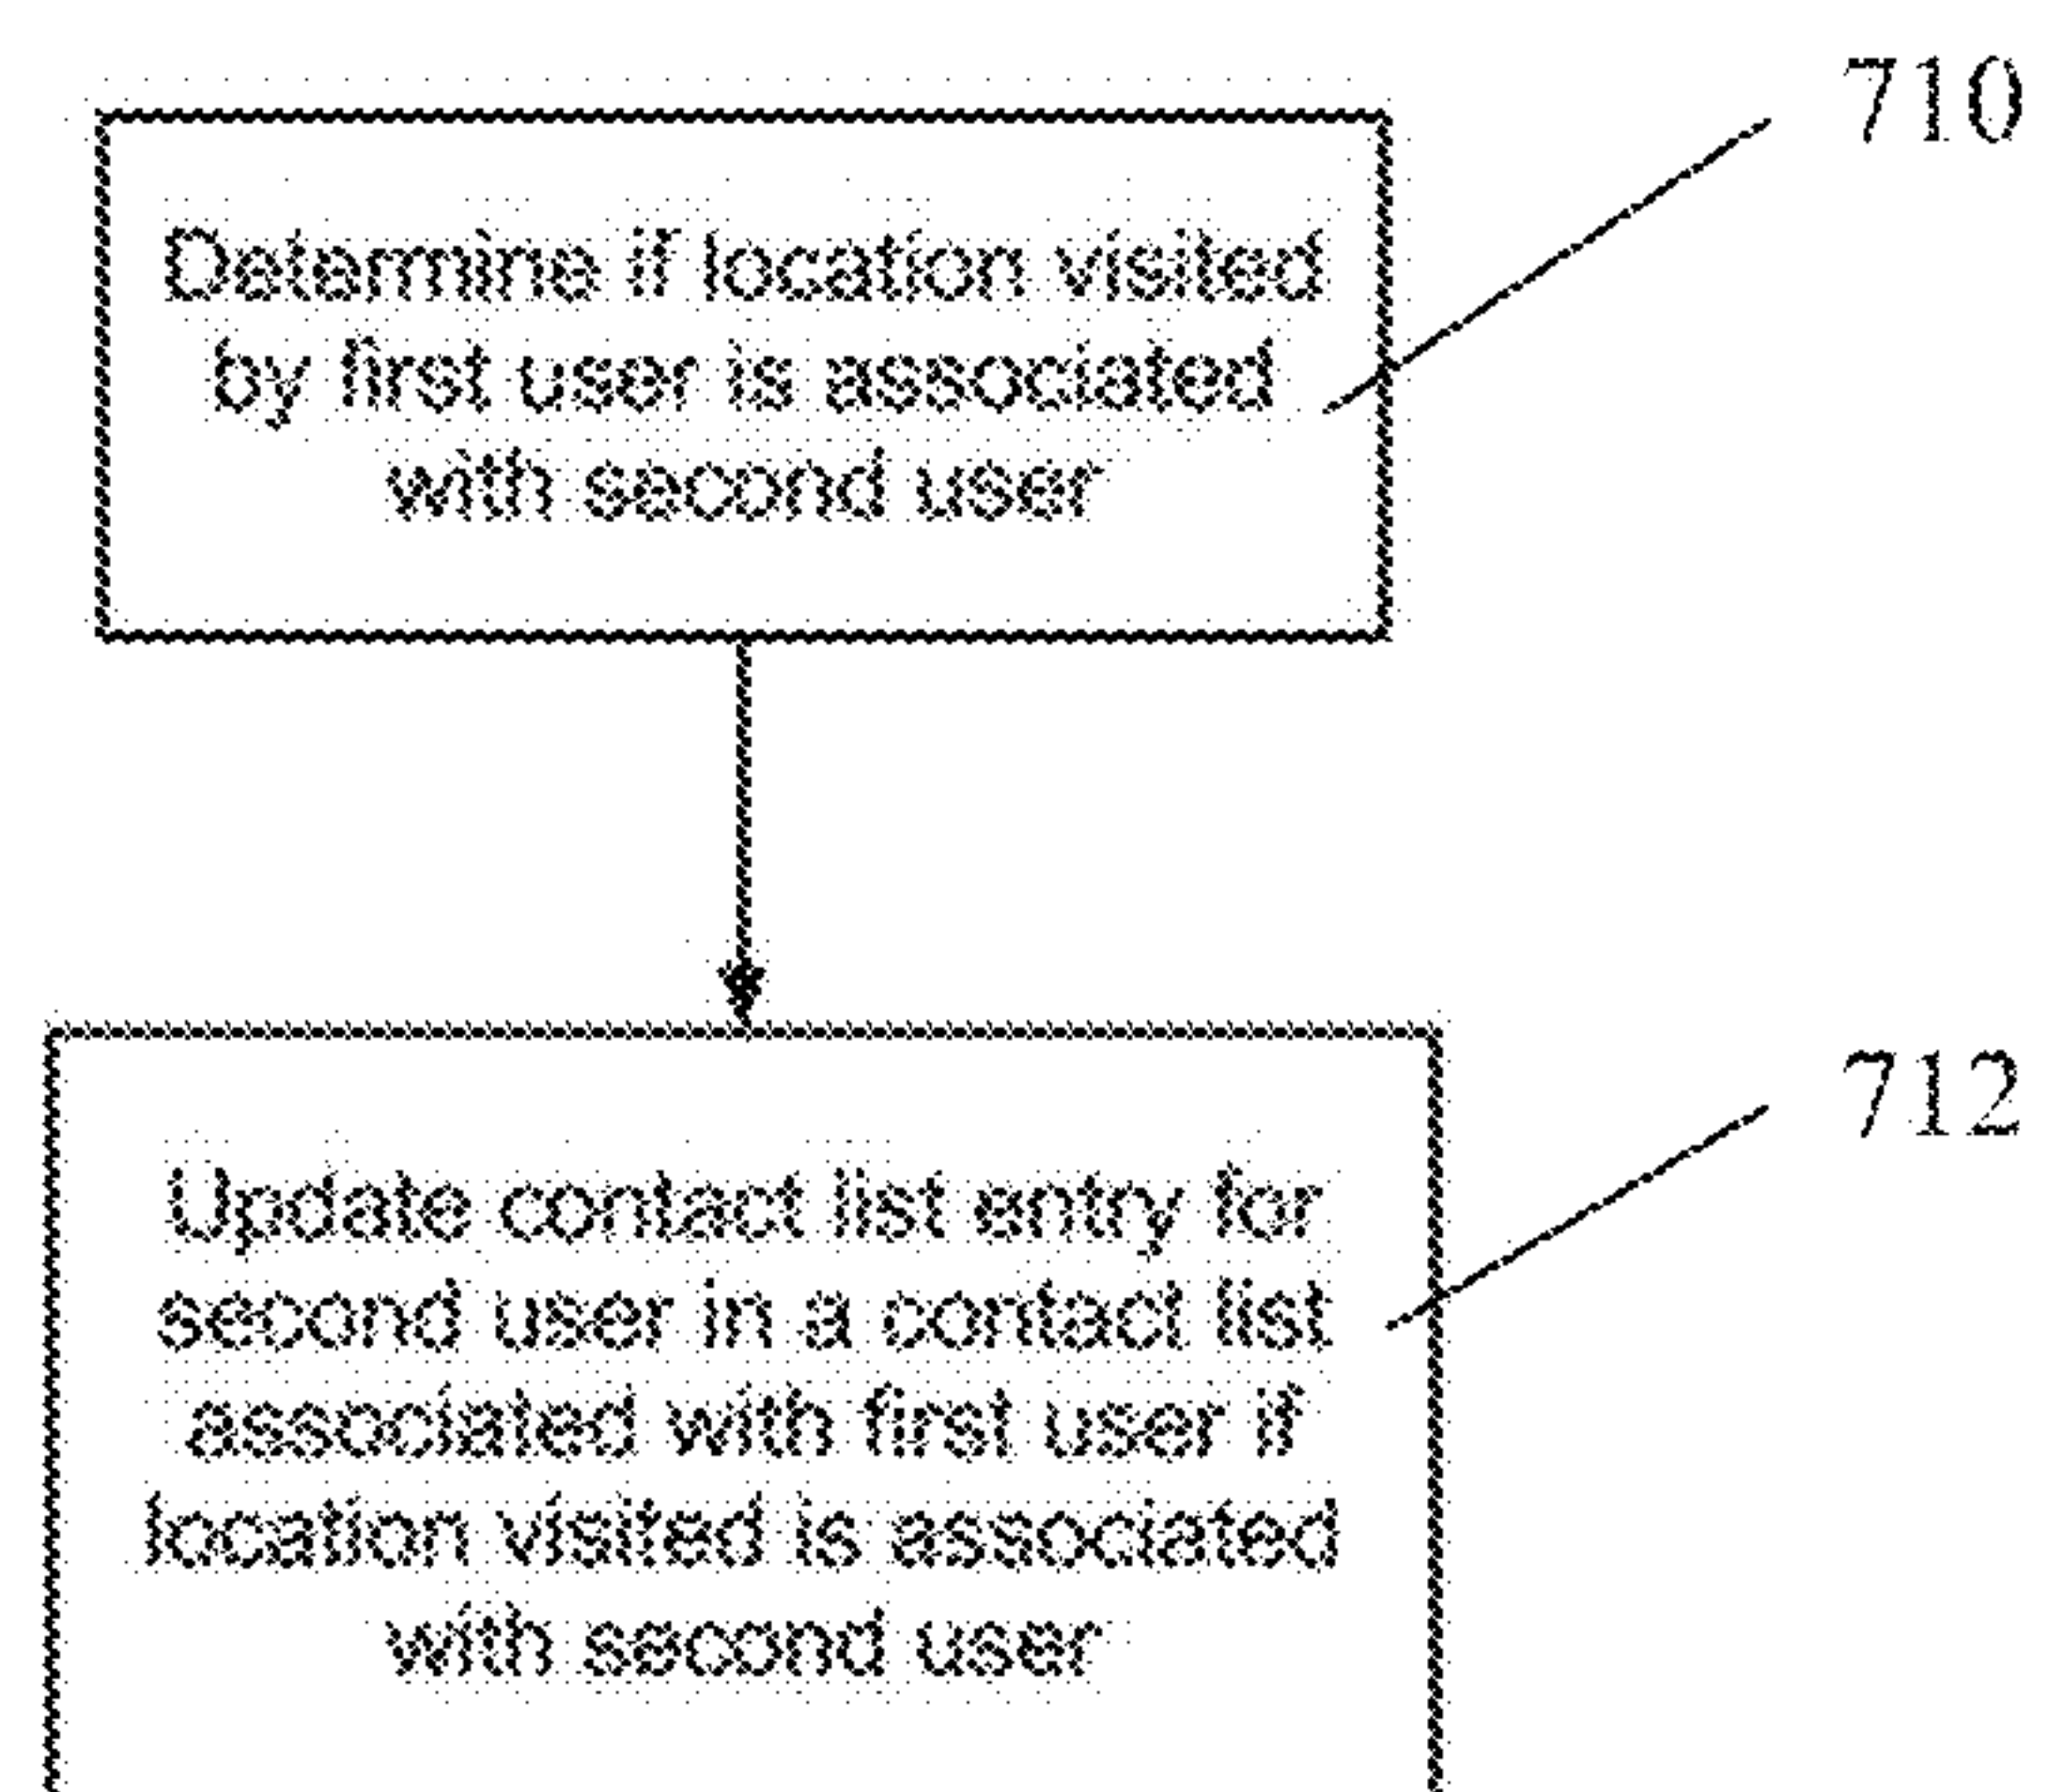 710
Determine if location visited
by first user is associated
with second user
712
Update contact list entry for
second user in a contact list
associated with first user if
location visited is associated
with second user